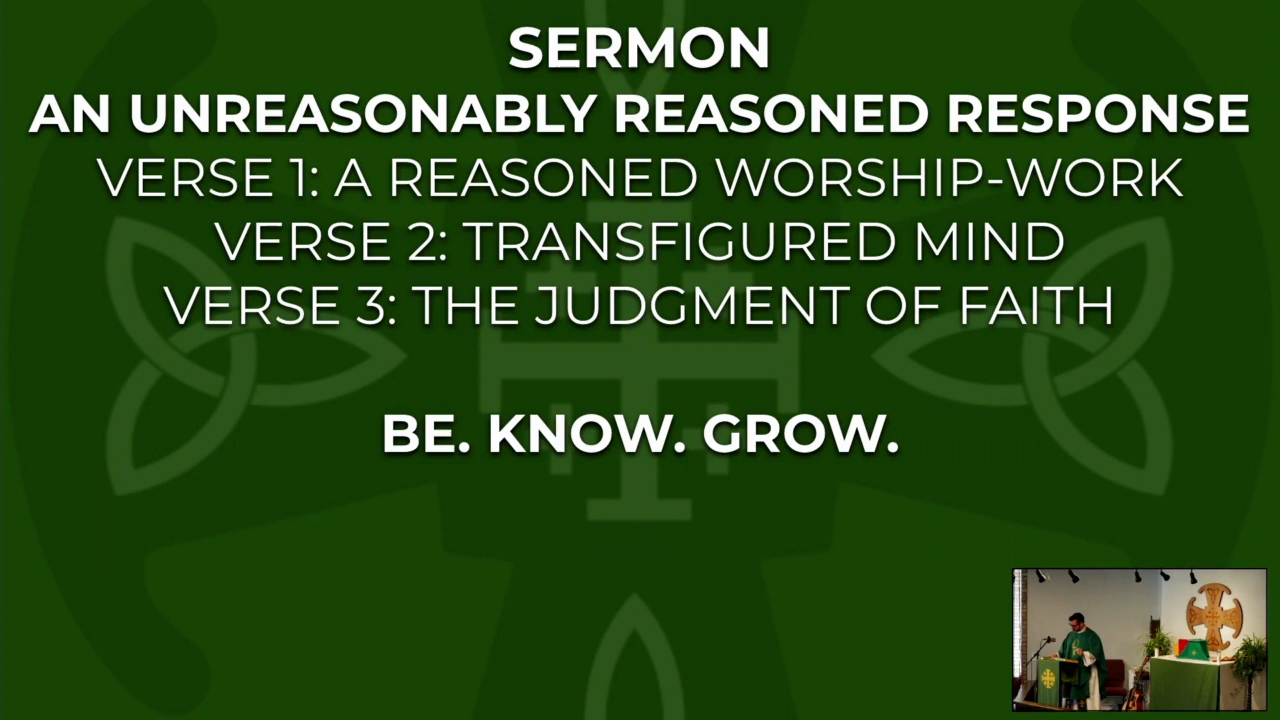 SERMON
AN UNREASONABLY REASONED RESPONSE
VERSE 1: A REASONED WORSHIP-WORK
VERSE 2: TRANSFIGURED MIND
VERSE 3: THE JUDGMENT OF FAITH
BE. KNOW. GROW.